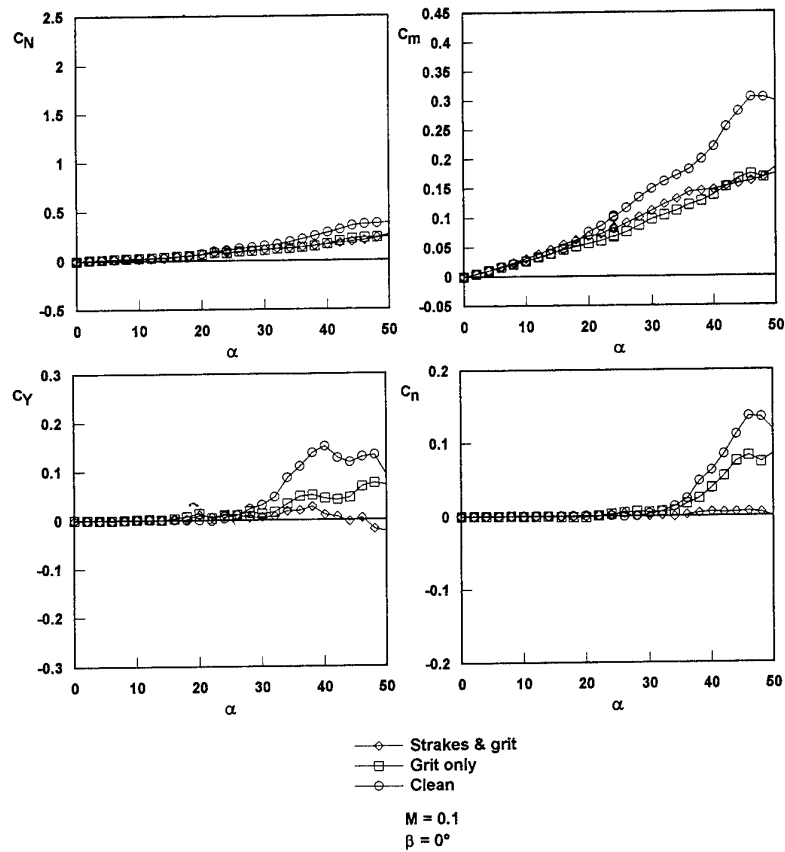 C_N
2.5
2
1.5
1
0.5
0
-0.5
0 10 20 30 40 50
α
C_m
0.45
0.4
0.35
0.3
0.25
0.2
0.15
0.1
0.05
0
-0.05
0 10 20 30 40 50
α
C_Y
0.3
0.2
0.1
0
-0.1
-0.2
-0.3
0 10 20 30 40 50
α
C_n
0.2
0.1
0
-0.1
-0.2
0 10 20 30 40 50
α
Strakes & grit
Grit only
Clean
M = 0.1
β = 0°